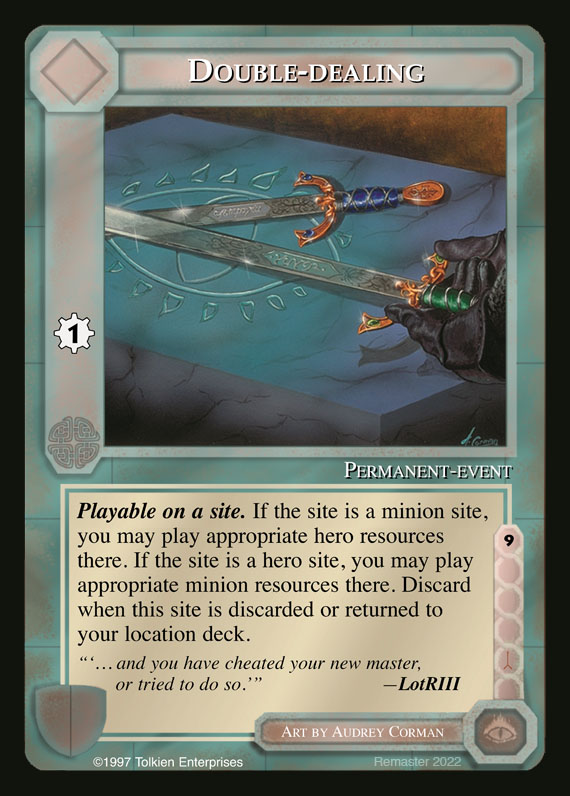 Double-dealing
1
Permanent-event
Playable on a site. If the site is a minion site,
you may play appropriate hero resources
there. If the site is a hero site, you may play
appropriate minion resources there. Discard
when this site is discarded or returned to
your location deck.
“‘… and you have cheated your new master,
or tried to do so.’” —LotRIII
9
Art by Audrey Corman
©1997 Tolkien Enterprises
Remaster 2022